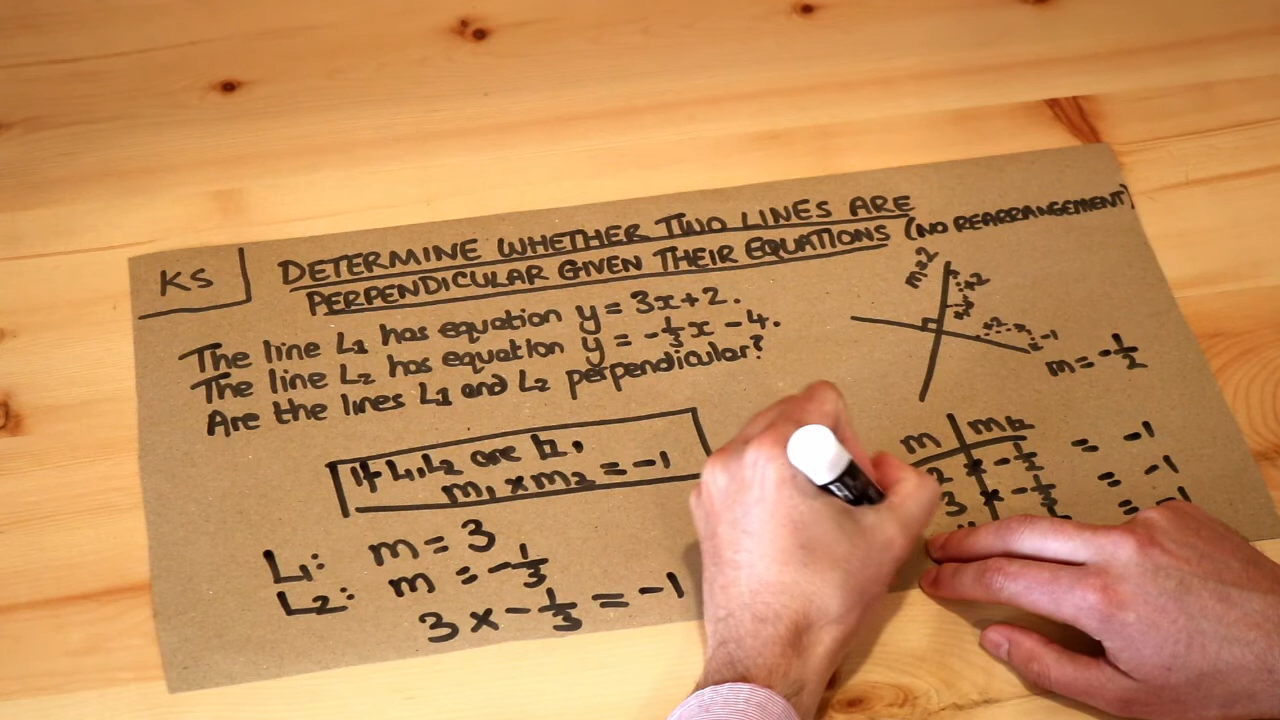 KS
DETERMINE WHETHER TWO LINES ARE
PERPENDICULAR GIVEN THEIR EQUATIONS (NO REARRANGEMENT)
The line L1 has equation y = 3x + 2.
The line L2 has equation y = -1/3x - 4.
Are the lines L1 and L2 perpendicular?
m=2
+2
+2
-1
m = -1/2
If L1, L2 are
m1 × m2 = -1
L1: m = 3
L2: m = -1/3
3 × -1/3 = -1
m
2 × -1/2 = -1
3 × -1/3 = -1
= -1